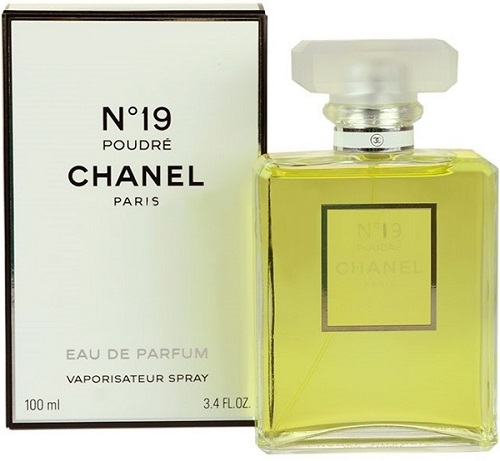 N°19
POUDRÉ
CHANEL
PARIS
EAU DE PARFUM
VAPORISATEUR SPRAY
100 ml 3.4 FL.OZ.
N°19
POUDRÉ
CHANEL
PARIS